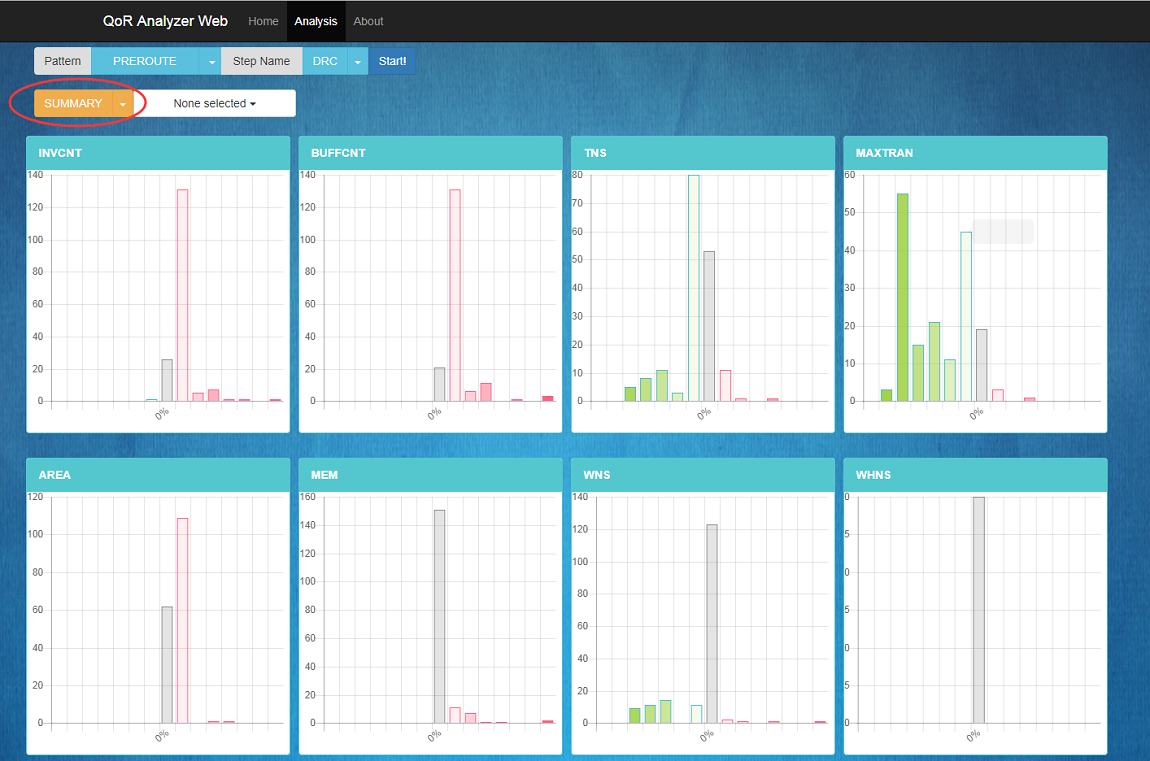 QoR Analyzer Web Home Analysis About
Pattern PREROUTE Step Name DRC Start!
SUMMARY None selected
INVCNT BUFFCNT TNS MAXTRAN
140 140 80 60
120 120 70 50
100 100 60 40
80 80 50 30
60 60 40 20
40 40 30 10
20 20 20 0
0 0 10
0
0% 0% 0% 0%
AREA MEM WNS WHNS
120 160 140 0
100 140 120 5
80 120 100 0
60 100 80 5
40 80 60 0
20 60 40 5
0 40 20 0
20 0
0
0% 0% 0% 0%